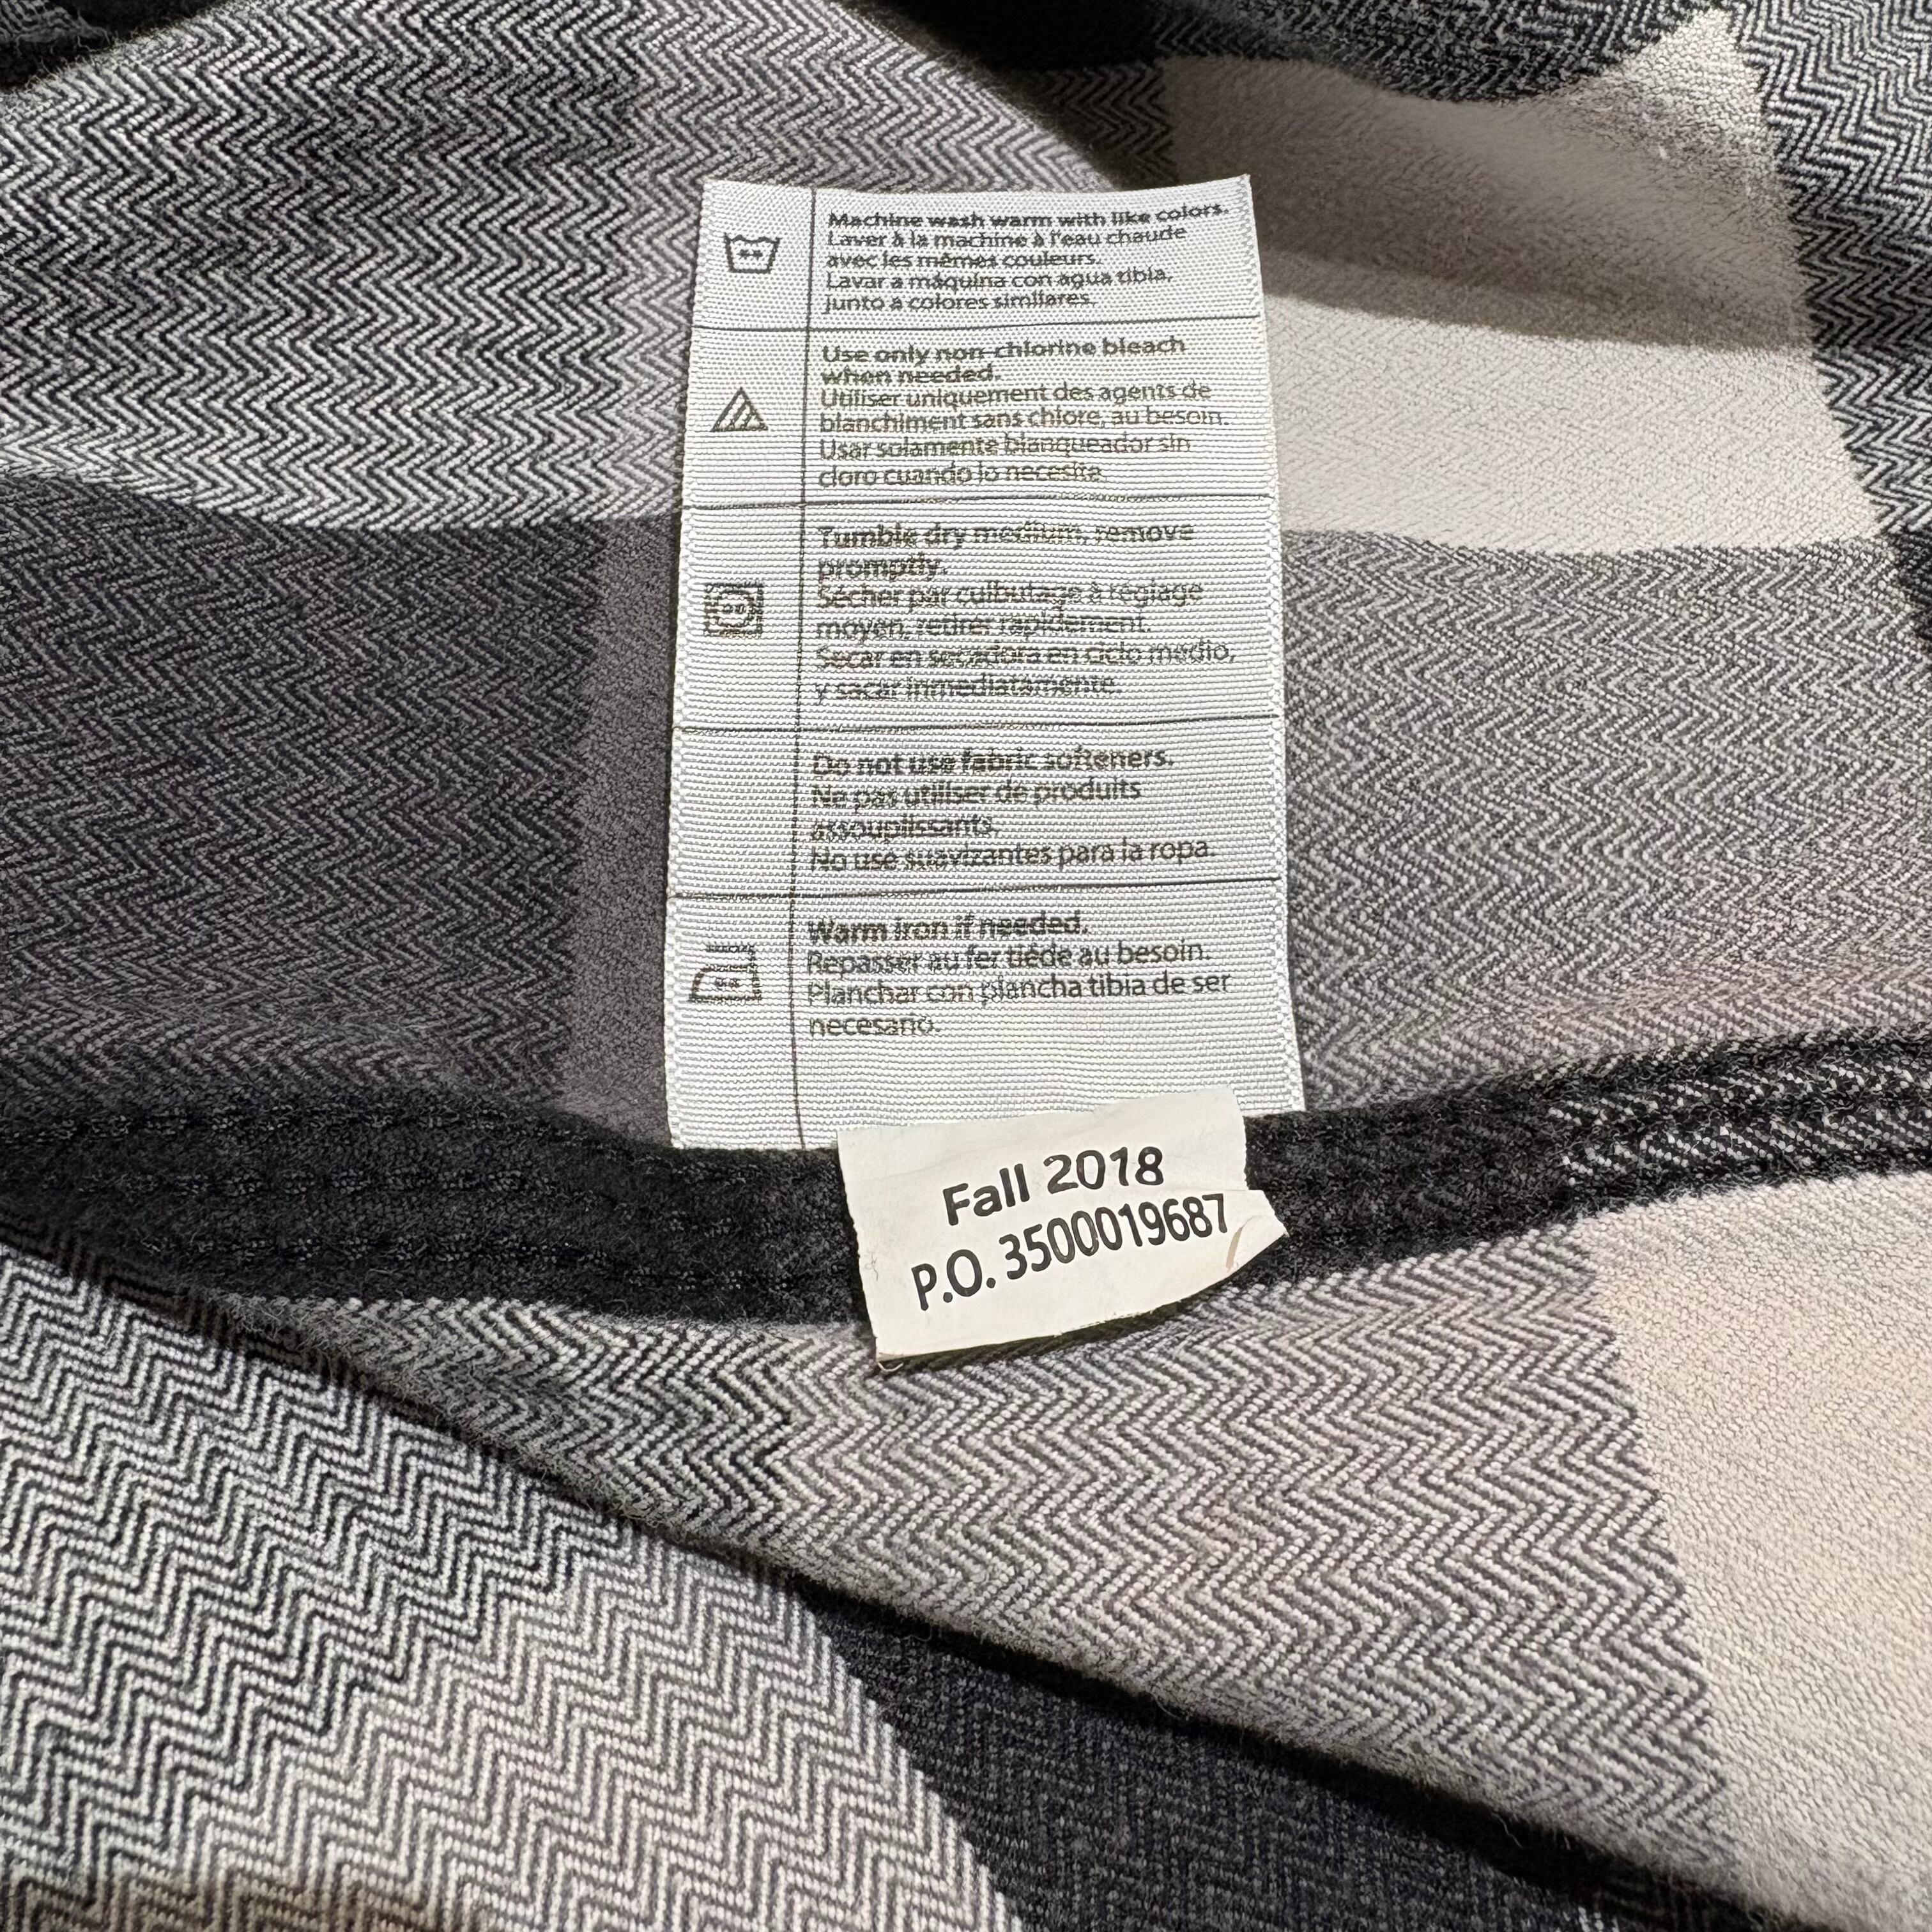 Machine wash warm with like colors.
Laver à la machine à l'eau chaude
avec les mêmes couleurs.
Lavar a máquina con agua tibia,
junto a colores similares.
Use only non-chlorine bleach
when needed.
Utiliser uniquement des agents de
blanchiment sans chlore, au besoin.
Usar solamente blanqueador sin
cloro cuando lo necesite.
Tumble dry medium, remove
promptly.
Sécher par culbutage à réglage
moyen, retirer rapidement.
Secar en secadora en ciclo medio,
y sacar inmediatamente.
Do not use fabric softeners.
Ne pas utiliser de produits
assouplissants.
No use suavizantes para la ropa.
Warm iron if needed.
Repasser au fer tiède au besoin.
Planchar con plancha tibia de ser
necesario.
Fall 2018
P.O. 3500019687